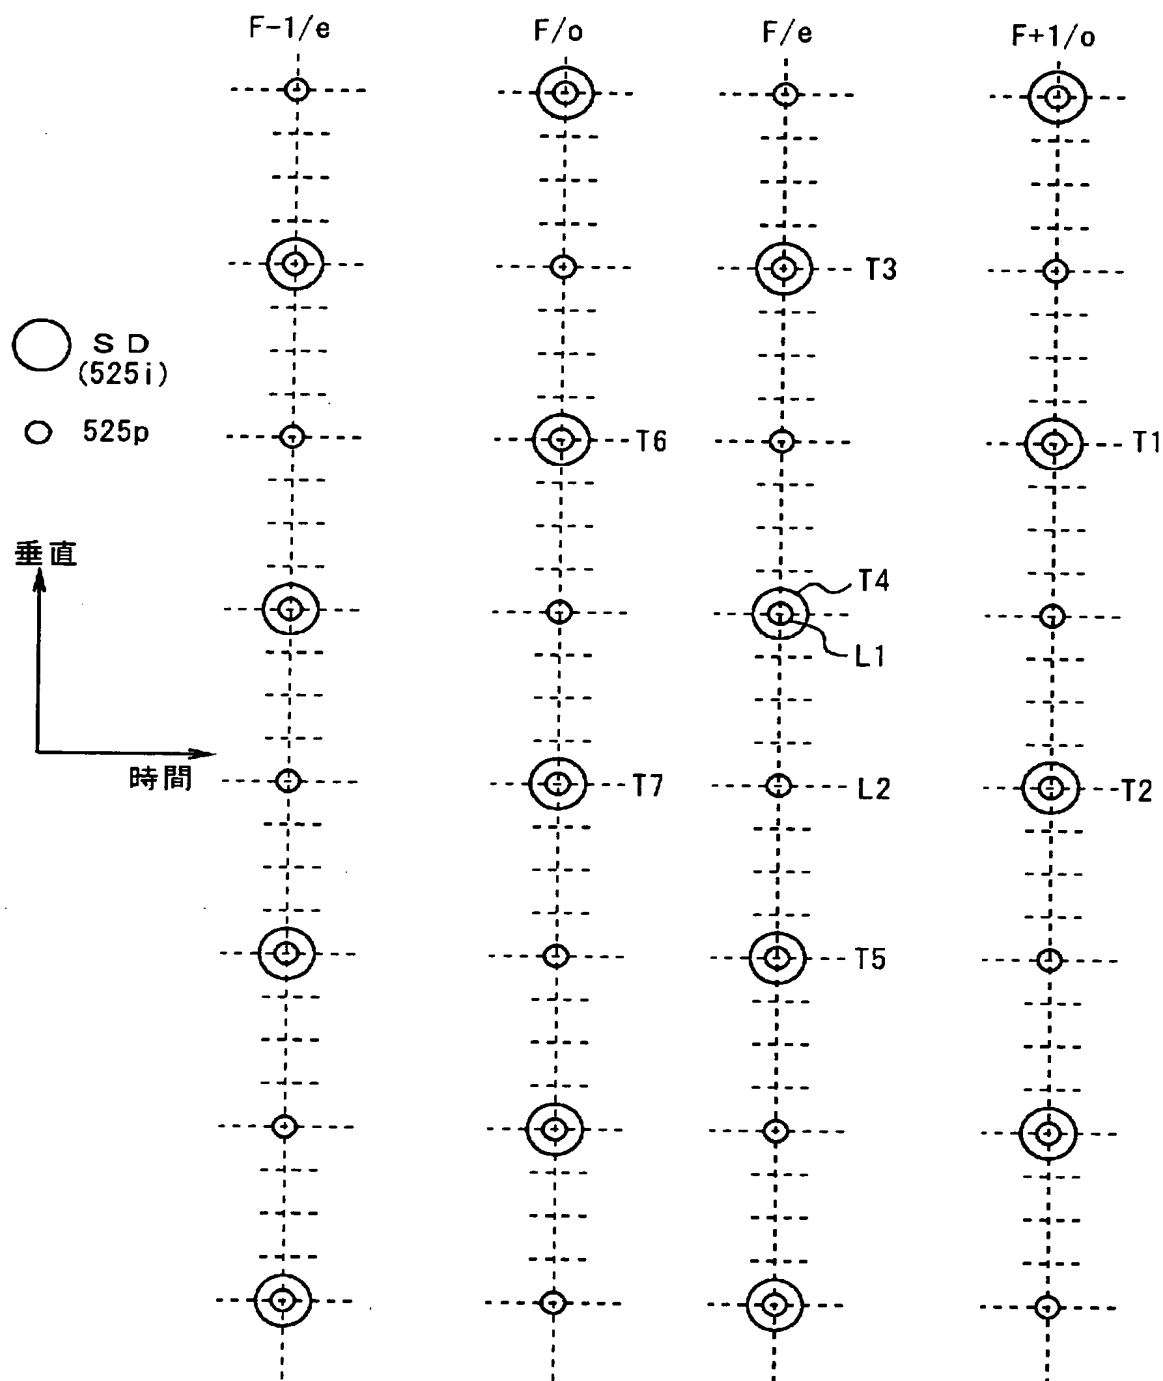 F-1/e F/o F/e F+1/o
T3
SD
(525i)
525p
T6 T1
垂直
T4
L1
時間
T7 L2 T2
T5